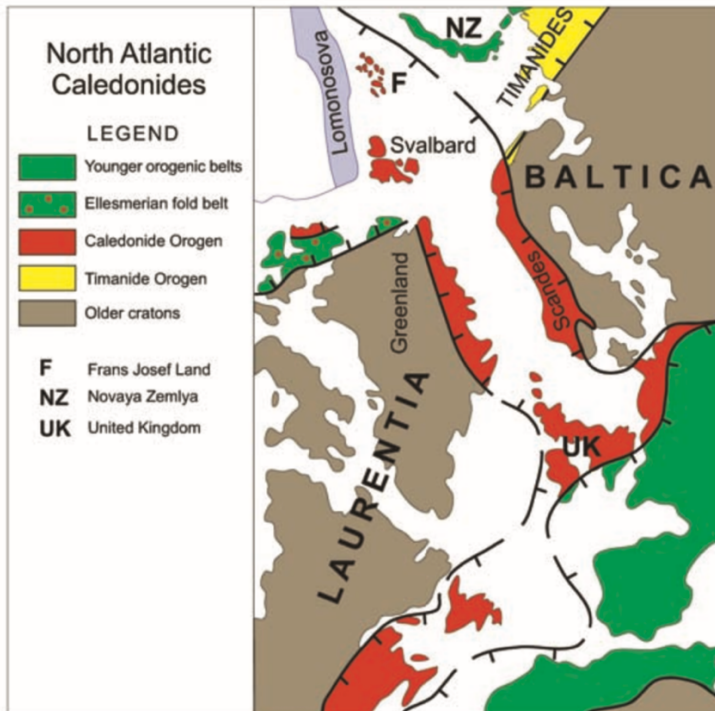 North Atlantic
Caledonides
LEGEND
Younger orogenic belts
Ellesmerian fold belt
Caledonide Orogen
Timanide Orogen
Older cratons
F Frans Josef Land
NZ Novaya Zemlya
UK United Kingdom
Lomonosova
F
NZ
TIMANIDES
Svalbard
BALTICA
Greenland
Scandes
LAURENTIA
UK